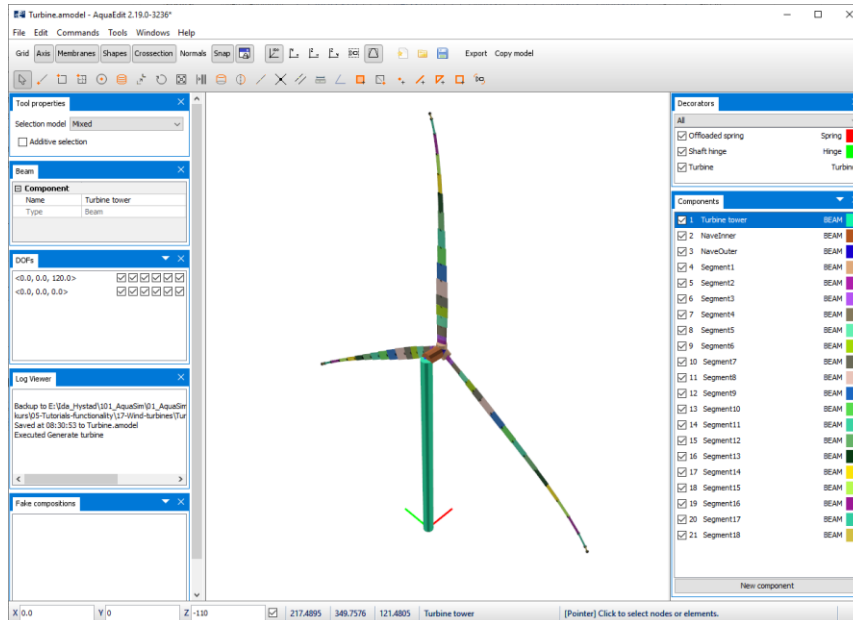 Turbine.amodel - AquaEdit 2.19.0-3236*
File Edit Commands Tools Windows Help
Grid Axis Membranes Shapes Crossection Normals Snap Export Copy model
Tool properties
Selection model Mixed
Additive selection
Beam
Component
Name Turbine tower
Type Beam
DOFs
<0.0, 0.0, 120.0>
<0.0, 0.0, 0.0>
Log Viewer
Backup to E:\Ida_Hystad\101_AquaSim\01_AquaSim
kurs\05-Tutorials-functionality\17-Wind-turbines\Tur
Saved at 08:30:53 to Turbine.amodel
Executed Generate turbine
Fake compositions
Decorators
All
Offloaded spring Spring
Shaft hinge Hinge
Turbine Turbin
Components
1 Turbine tower BEAM
2 NaveInner BEAM
3 NaveOuter BEAM
4 Segment1 BEAM
5 Segment2 BEAM
6 Segment3 BEAM
7 Segment4 BEAM
8 Segment5 BEAM
9 Segment6 BEAM
10 Segment7 BEAM
11 Segment8 BEAM
12 Segment9 BEAM
13 Segment10 BEAM
14 Segment11 BEAM
15 Segment12 BEAM
16 Segment13 BEAM
17 Segment14 BEAM
18 Segment15 BEAM
19 Segment16 BEAM
20 Segment17 BEAM
21 Segment18 BEAM
New component
X 0.0 Y 0 Z -110 217.4895 349.7576 121.4805 Turbine tower [Pointer] Click to select nodes or elements.